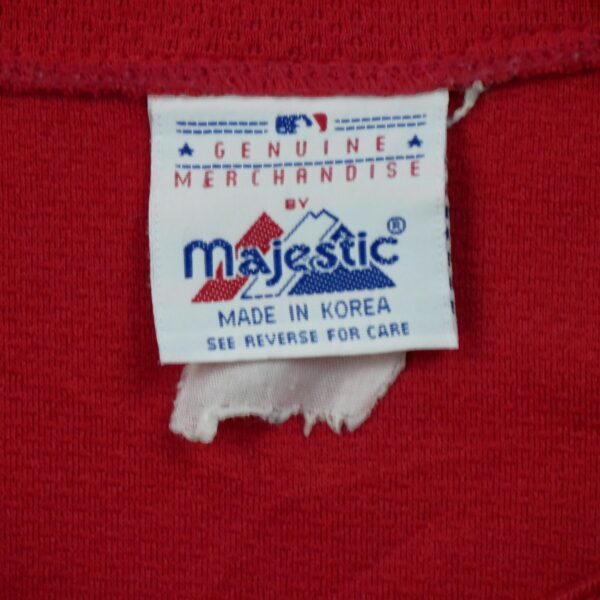 GENUINE
MERCHANDISE
BY
Majestic®
MADE IN KOREA
SEE REVERSE FOR CARE